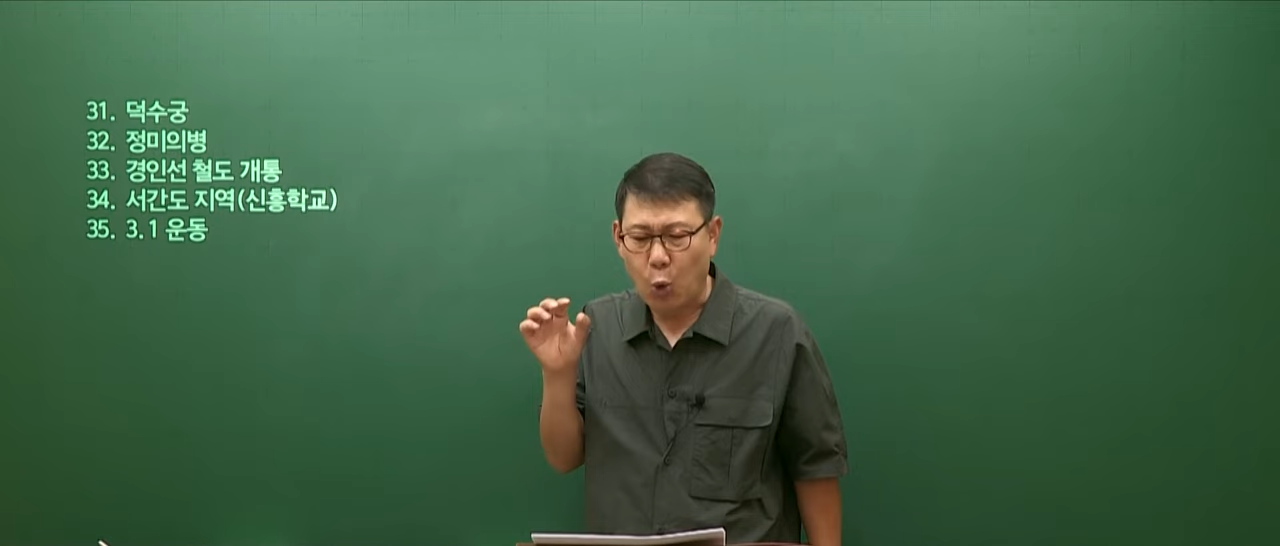 31. 덕수궁
32. 정미의병
33. 경인선 철도 개통
34. 서간도 지역(신흥학교)
35. 3.1 운동